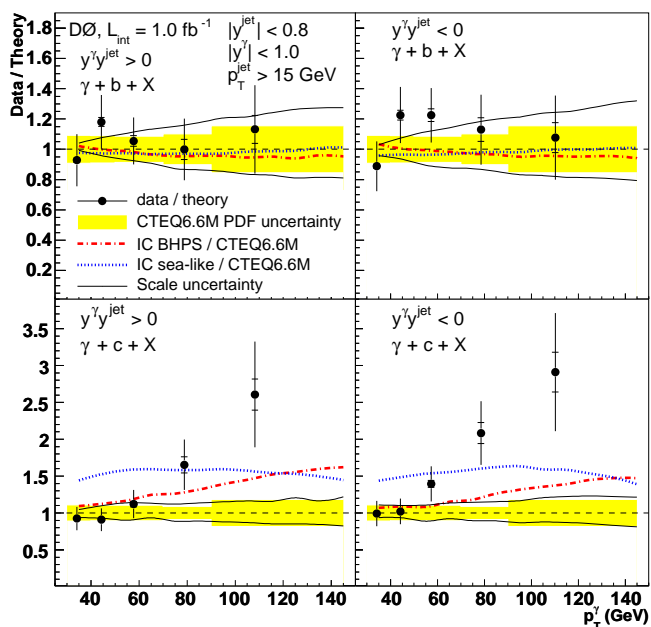 DØ, L_int = 1.0 fb⁻¹
|y^jet| < 0.8
|y^γ| < 1.0
p_T^jet > 15 GeV
y^γ y^jet > 0
γ + b + X
y^γ y^jet < 0
γ + b + X
Data / Theory
1.8
1.6
1.4
1.2
1
0.8
0.6
0.4
0.2
data / theory
CTEQ6.6M PDF uncertainty
IC BHPS / CTEQ6.6M
IC sea-like / CTEQ6.6M
Scale uncertainty
y^γ y^jet > 0
γ + c + X
y^γ y^jet < 0
γ + c + X
3.5
3
2.5
2
1.5
1
0.5
40 60 80 100 120 140
40 60 80 100 120 140
p_T^γ (GeV)